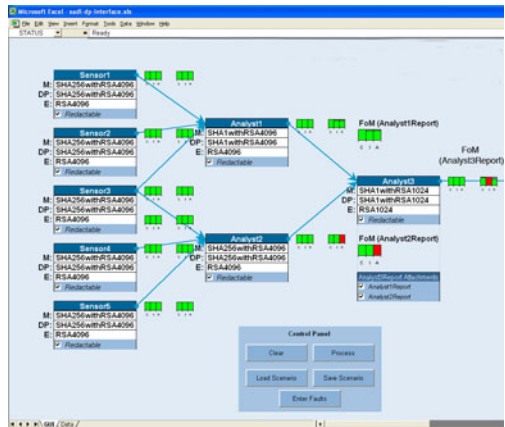 Microsoft Excel - sadl-dp-interface.xls
File Edit View Insert Format Tools Data Window Help
STATUS Ready
Sensor1
M: SHA256withRSA4096
DP: SHA256withRSA4096
E: RSA4096
Redactable
Sensor2
M: SHA256withRSA4096
DP: SHA256withRSA4096
E: RSA4096
Redactable
Sensor3
M: SHA256withRSA4096
DP: SHA256withRSA4096
E: RSA4096
Redactable
Sensor4
M: SHA256withRSA4096
DP: SHA256withRSA4096
E: RSA4096
Redactable
Sensor5
M: SHA256withRSA4096
DP: SHA256withRSA4096
E: RSA4096
Redactable
Analyst1
M: SHA1withRSA4096
DP: SHA1withRSA4096
E: RSA4096
Redactable
Analyst2
M: SHA256withRSA4096
DP: SHA256withRSA4096
E: RSA4096
Redactable
FoM (Analyst1Report)
C I A
FoM
(Analyst3Report)
Analyst3
M: SHA1withRSA1024
DP: SHA1withRSA1024
E: RSA1024
Redactable
FoM (Analyst2Report)
C I A
Analyst3Report Attachments
Analyst1Report
Analyst2Report
Control Panel
Clear
Process
Load Scenario
Save Scenario
Enter Faults
GUI / Data /